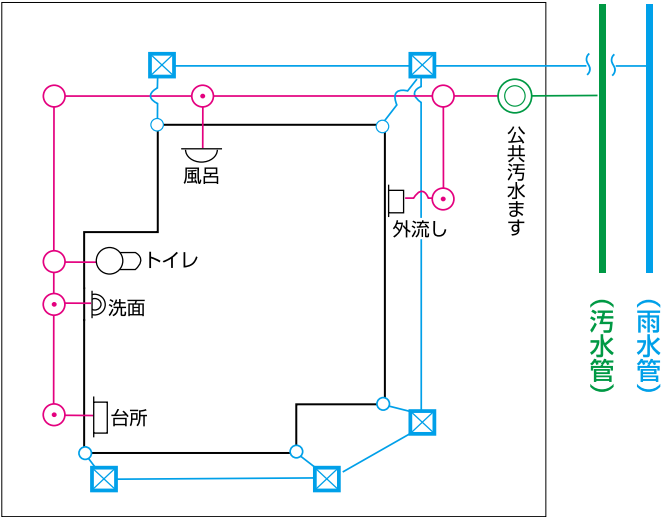 公共汚水ます
風呂
外流し
トイレ
洗面
台所
（汚水管）
（雨水管）